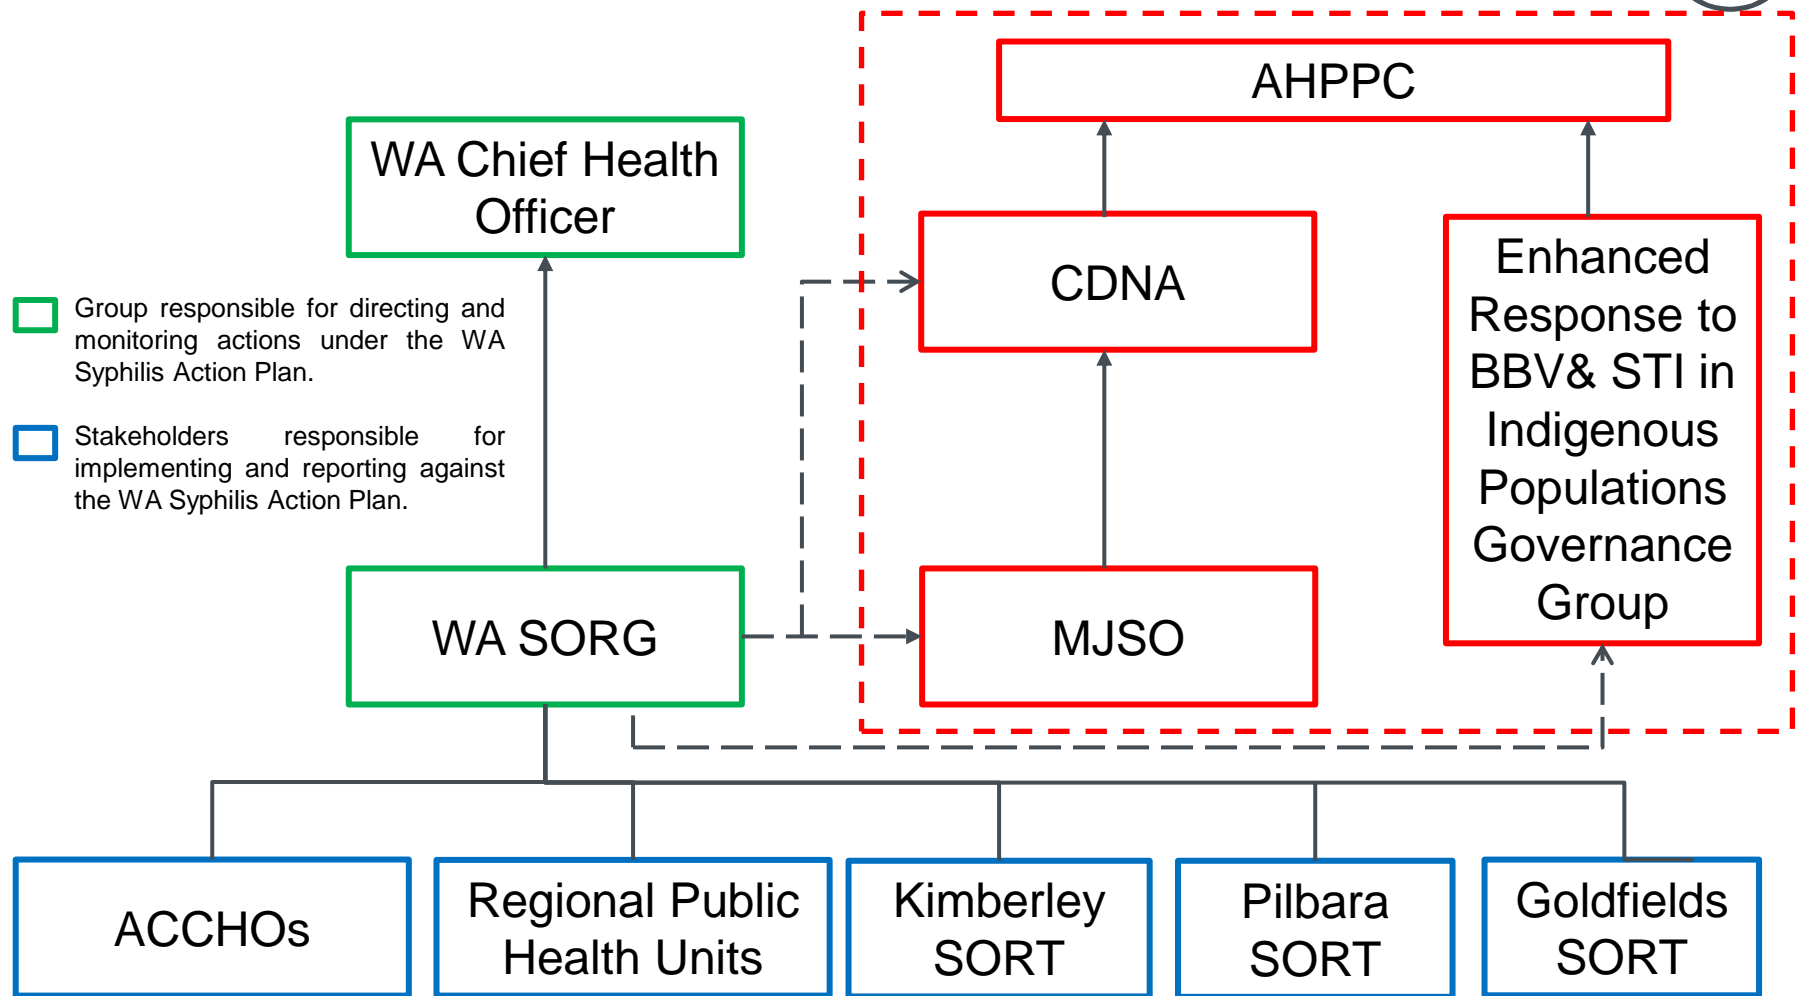 AHPPC
WA Chief Health
Officer
CDNA
Enhanced
Response to
BBV& STI in
Indigenous
Populations
Governance
Group
Group responsible for directing and
monitoring actions under the WA
Syphilis Action Plan.
Stakeholders responsible for
implementing and reporting against
the WA Syphilis Action Plan.
WA SORG
MJSO
ACCHOs
Regional Public
Health Units
Kimberley
SORT
Pilbara
SORT
Goldfields
SORT